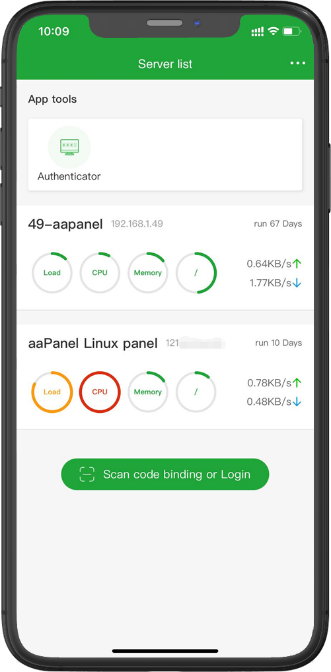 10:09
Server list
App tools
Authenticator
49-aapanel 192.168.1.49 run 67 Days
Load CPU Memory / 0.64KB/s
1.77KB/s
aaPanel Linux panel 121 run 10 Days
Load CPU Memory / 0.78KB/s
0.48KB/s
Scan code binding or Login